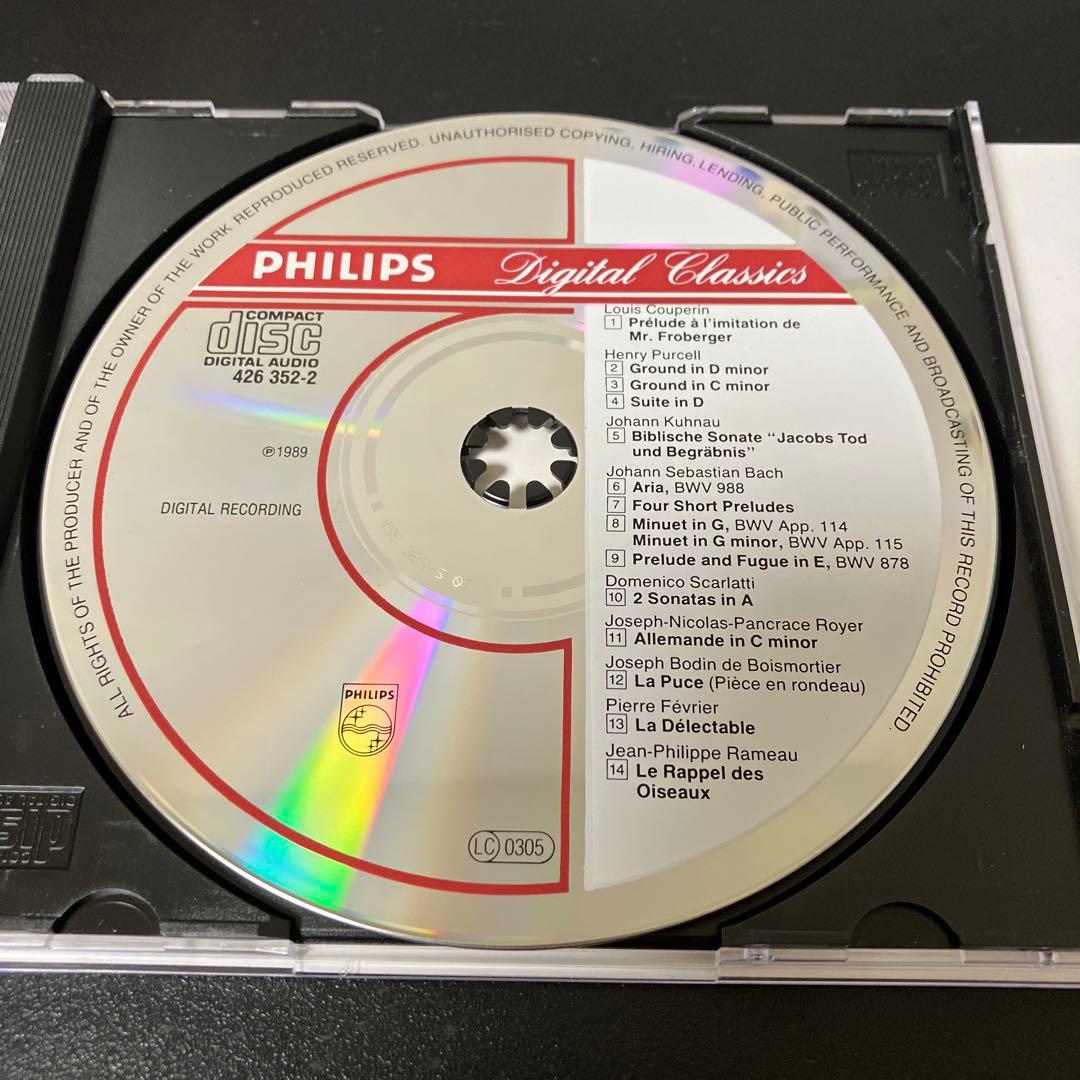 ALL RIGHTS OF THE PRODUCER AND OF THE OWNER OF THE WORK REPRODUCED RESERVED. UNAUTHORISED COPYING, HIRING, LENDING, PUBLIC PERFORMANCE AND BROADCASTING OF THIS RECORD PROHIBITED
PHILIPS Digital Classics
COMPACT
disc
DIGITAL AUDIO
426 352-2
℗1989
DIGITAL RECORDING
PHILIPS
LC 0305
Louis Couperin
1 Prélude à l'imitation de
Mr. Froberger
Henry Purcell
2 Ground in D minor
3 Ground in C minor
4 Suite in D
Johann Kuhnau
5 Biblische Sonate "Jacobs Tod
und Begräbnis"
Johann Sebastian Bach
6 Aria, BWV 988
7 Four Short Preludes
8 Minuet in G, BWV App. 114
Minuet in G minor, BWV App. 115
9 Prelude and Fugue in E, BWV 878
Domenico Scarlatti
10 2 Sonatas in A
Joseph-Nicolas-Pancrace Royer
11 Allemande in C minor
Joseph Bodin de Boismortier
12 La Puce (Pièce en rondeau)
Pierre Février
13 La Délectable
Jean-Philippe Rameau
14 Le Rappel des
Oiseaux